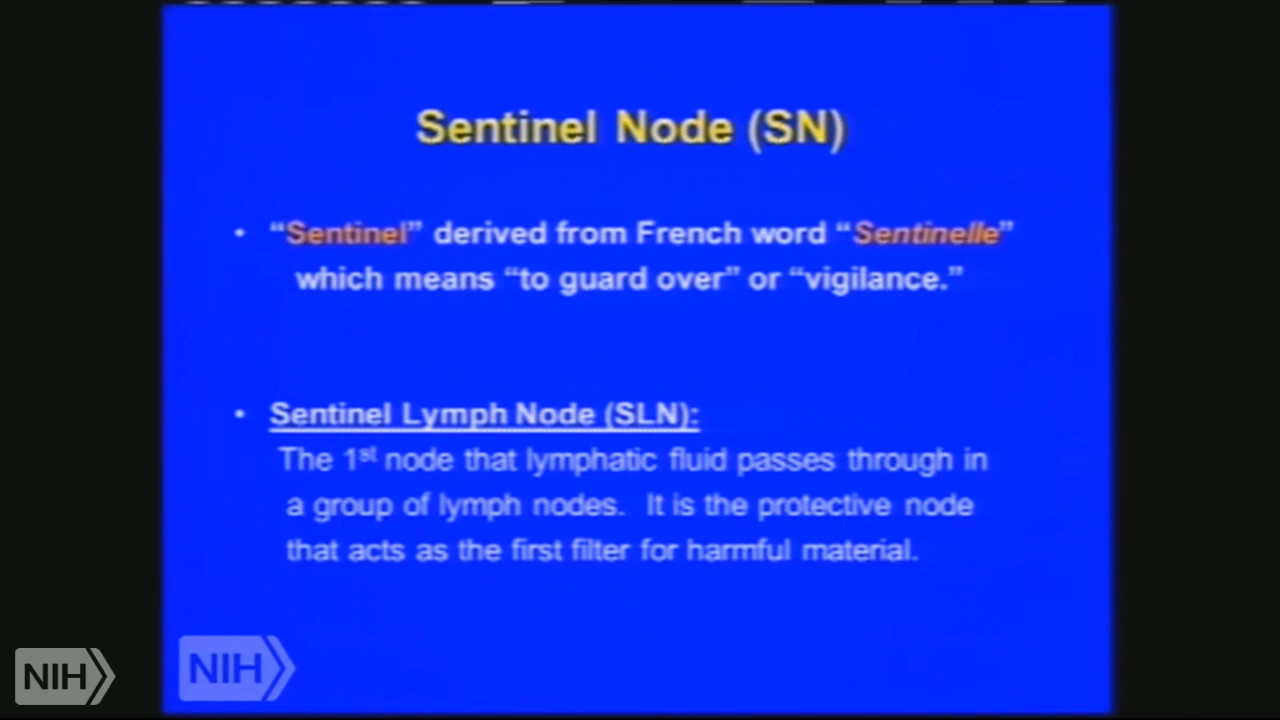 Sentinel Node (SN)
• “Sentinel” derived from French word “Sentinelle”
which means “to guard over” or “vigilance.”
• Sentinel Lymph Node (SLN):
The 1st node that lymphatic fluid passes through in
a group of lymph nodes. It is the protective node
that acts as the first filter for harmful material.
NIH
NIH